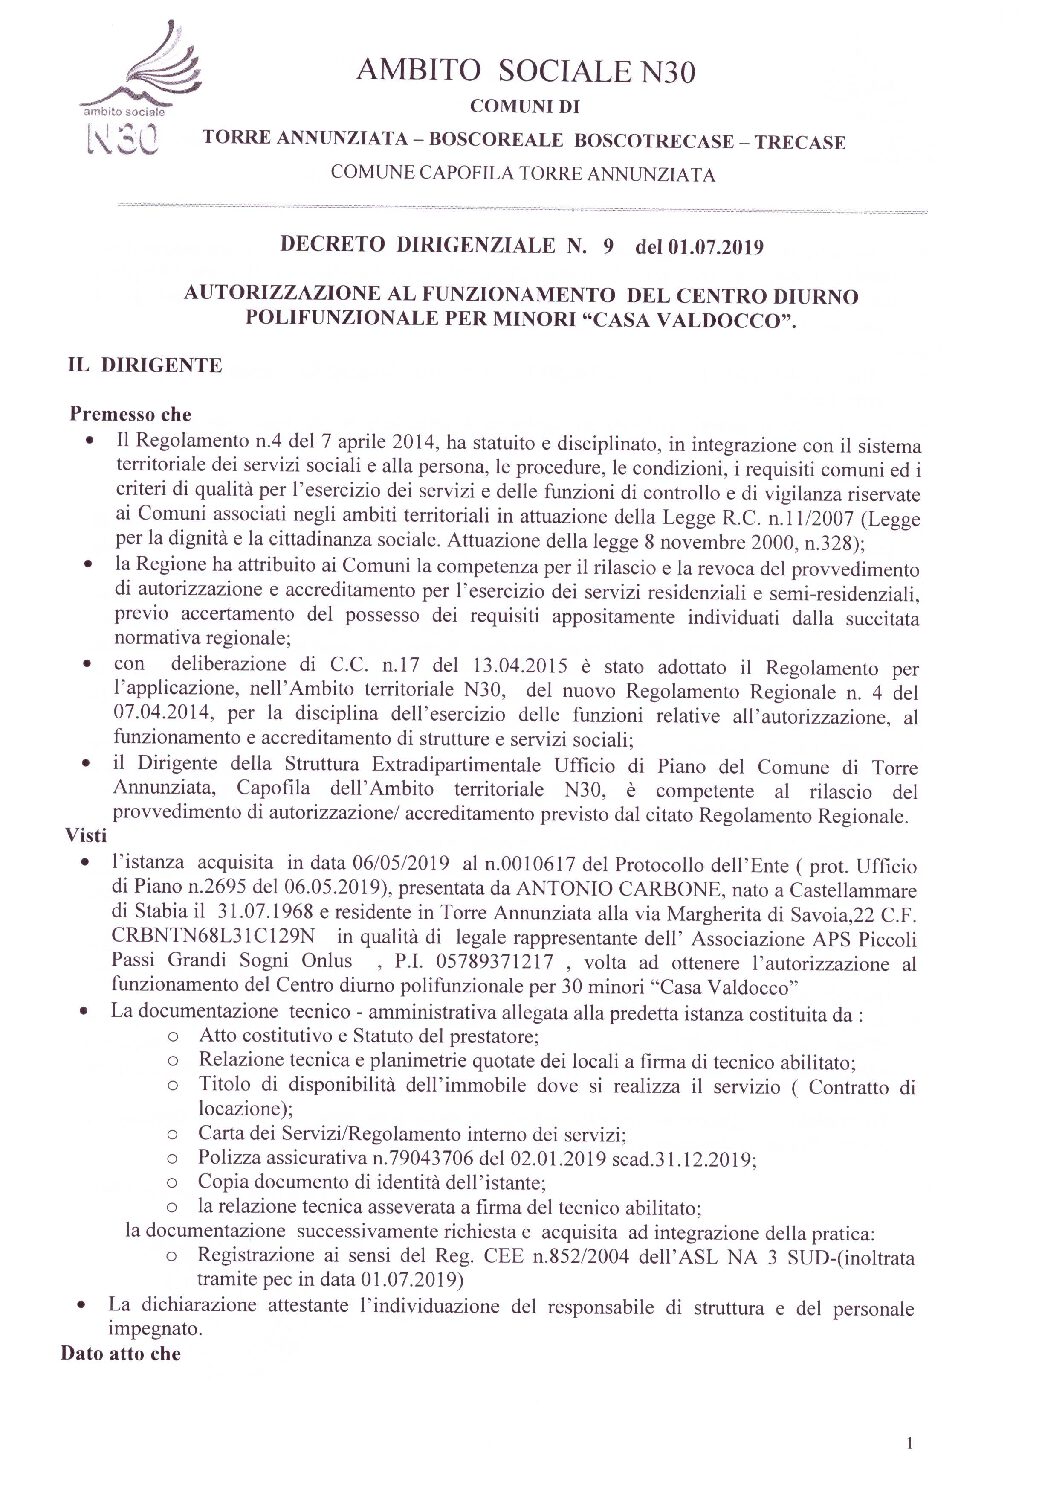 ambito sociale
N30
AMBITO SOCIALE N30
COMUNI DI
TORRE ANNUNZIATA – BOSCOREALE BOSCOTRECASE – TRECASE
COMUNE CAPOFILA TORRE ANNUNZIATA
DECRETO DIRIGENZIALE N. 9 del 01.07.2019
AUTORIZZAZIONE AL FUNZIONAMENTO DEL CENTRO DIURNO
POLIFUNZIONALE PER MINORI “CASA VALDOCCO”.
IL DIRIGENTE
Premesso che
• Il Regolamento n.4 del 7 aprile 2014, ha statuito e disciplinato, in integrazione con il sistema
territoriale dei servizi sociali e alla persona, le procedure, le condizioni, i requisiti comuni ed i
criteri di qualità per l’esercizio dei servizi e delle funzioni di controllo e di vigilanza riservate
ai Comuni associati negli ambiti territoriali in attuazione della Legge R.C. n.11/2007 (Legge
per la dignità e la cittadinanza sociale. Attuazione della legge 8 novembre 2000, n.328);
• la Regione ha attribuito ai Comuni la competenza per il rilascio e la revoca del provvedimento
di autorizzazione e accreditamento per l’esercizio dei servizi residenziali e semi-residenziali,
previo accertamento del possesso dei requisiti appositamente individuati dalla succitata
normativa regionale;
• con deliberazione di C.C. n.17 del 13.04.2015 è stato adottato il Regolamento per
l’applicazione, nell’Ambito territoriale N30, del nuovo Regolamento Regionale n. 4 del
07.04.2014, per la disciplina dell’esercizio delle funzioni relative all’autorizzazione, al
funzionamento e accreditamento di strutture e servizi sociali;
• il Dirigente della Struttura Extradipartimentale Ufficio di Piano del Comune di Torre
Annunziata, Capofila dell’Ambito territoriale N30, è competente al rilascio del
provvedimento di autorizzazione/ accreditamento previsto dal citato Regolamento Regionale.
Visti
• l’istanza acquisita in data 06/05/2019 al n.0010617 del Protocollo dell’Ente ( prot. Ufficio
di Piano n.2695 del 06.05.2019), presentata da ANTONIO CARBONE, nato a Castellammare
di Stabia il 31.07.1968 e residente in Torre Annunziata alla via Margherita di Savoia,22 C.F.
CRBNTN68L31C129N in qualità di legale rappresentante dell’ Associazione APS Piccoli
Passi Grandi Sogni Onlus , P.I. 05789371217 , volta ad ottenere l’autorizzazione al
funzionamento del Centro diurno polifunzionale per 30 minori “Casa Valdocco”
• La documentazione tecnico - amministrativa allegata alla predetta istanza costituita da :
o Atto costitutivo e Statuto del prestatore;
o Relazione tecnica e planimetrie quotate dei locali a firma di tecnico abilitato;
o Titolo di disponibilità dell’immobile dove si realizza il servizio ( Contratto di
locazione);
o Carta dei Servizi/Regolamento interno dei servizi;
o Polizza assicurativa n.79043706 del 02.01.2019 scad.31.12.2019;
o Copia documento di identità dell’istante;
o la relazione tecnica asseverata a firma del tecnico abilitato;
la documentazione successivamente richiesta e acquisita ad integrazione della pratica:
o Registrazione ai sensi del Reg. CEE n.852/2004 dell’ASL NA 3 SUD-(inoltrata
tramite pec in data 01.07.2019)
• La dichiarazione attestante l’individuazione del responsabile di struttura e del personale
impegnato.
Dato atto che
1